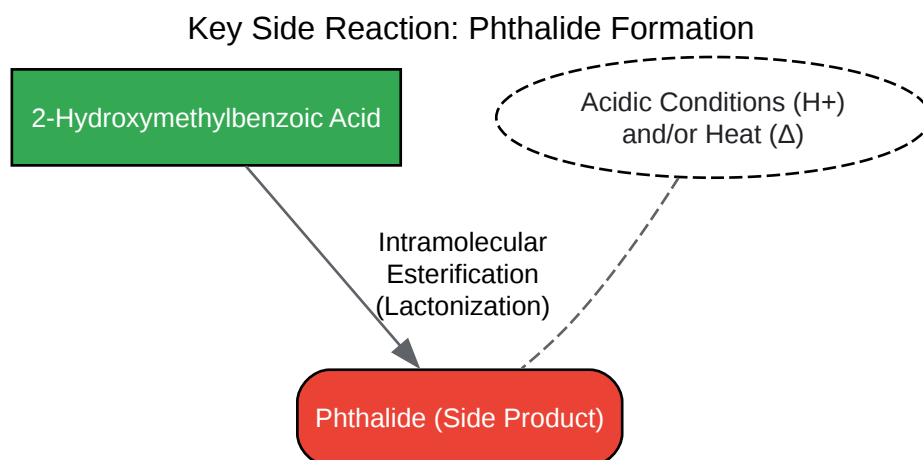 Key Side Reaction: Phthalide Formation
2-Hydroxymethylbenzoic Acid
Acidic Conditions (H+)
and/or Heat (Δ)
Intramolecular
Esterification
(Lactonization)
Phthalide (Side Product)